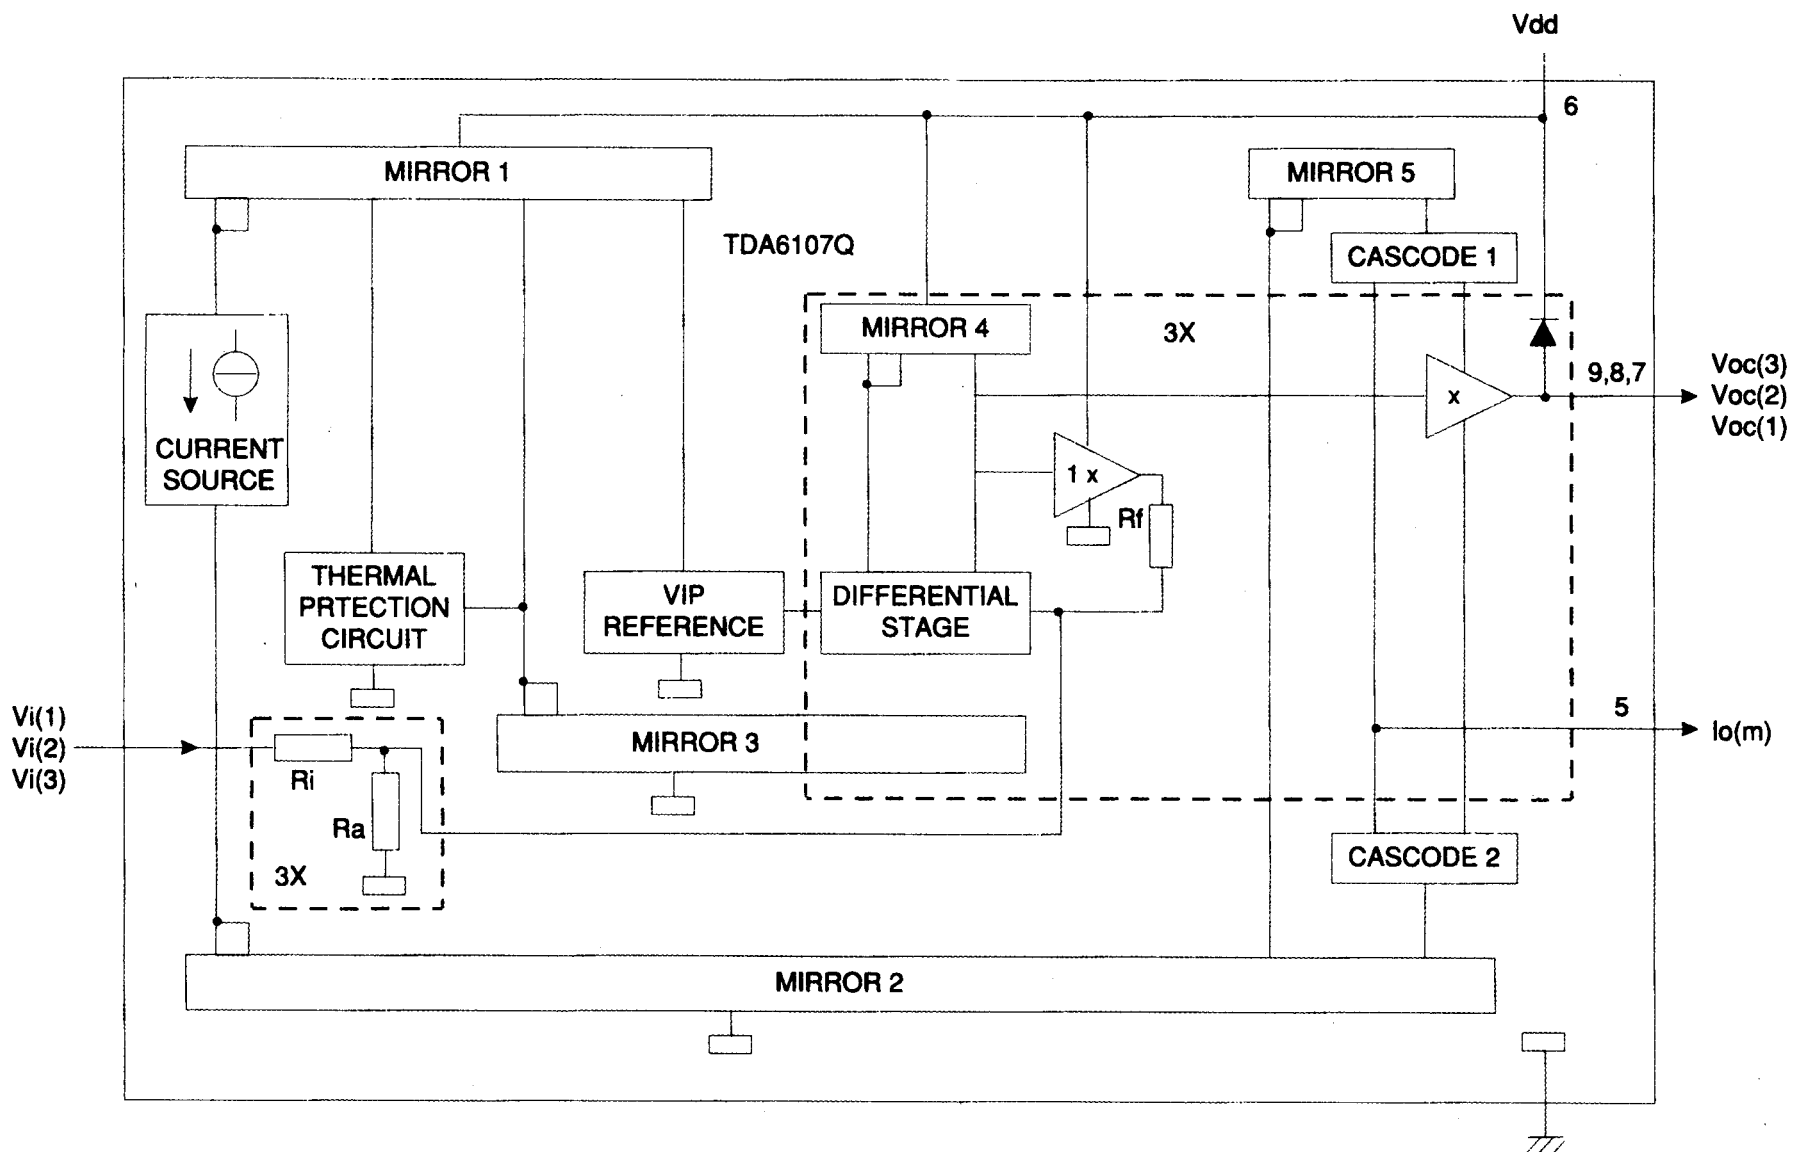 Vdd
6
MIRROR 1
MIRROR 5
TDA6107Q
CASCODE 1
MIRROR 4
3X
9,8,7
Voc(3)
Voc(2)
Voc(1)
x
CURRENT
SOURCE
1 x
Rf
THERMAL
PRTECTION
CIRCUIT
VIP
REFERENCE
DIFFERENTIAL
STAGE
5
Io(m)
Vi(1)
Vi(2)
Vi(3)
MIRROR 3
Ri
Ra
3X
CASCODE 2
MIRROR 2